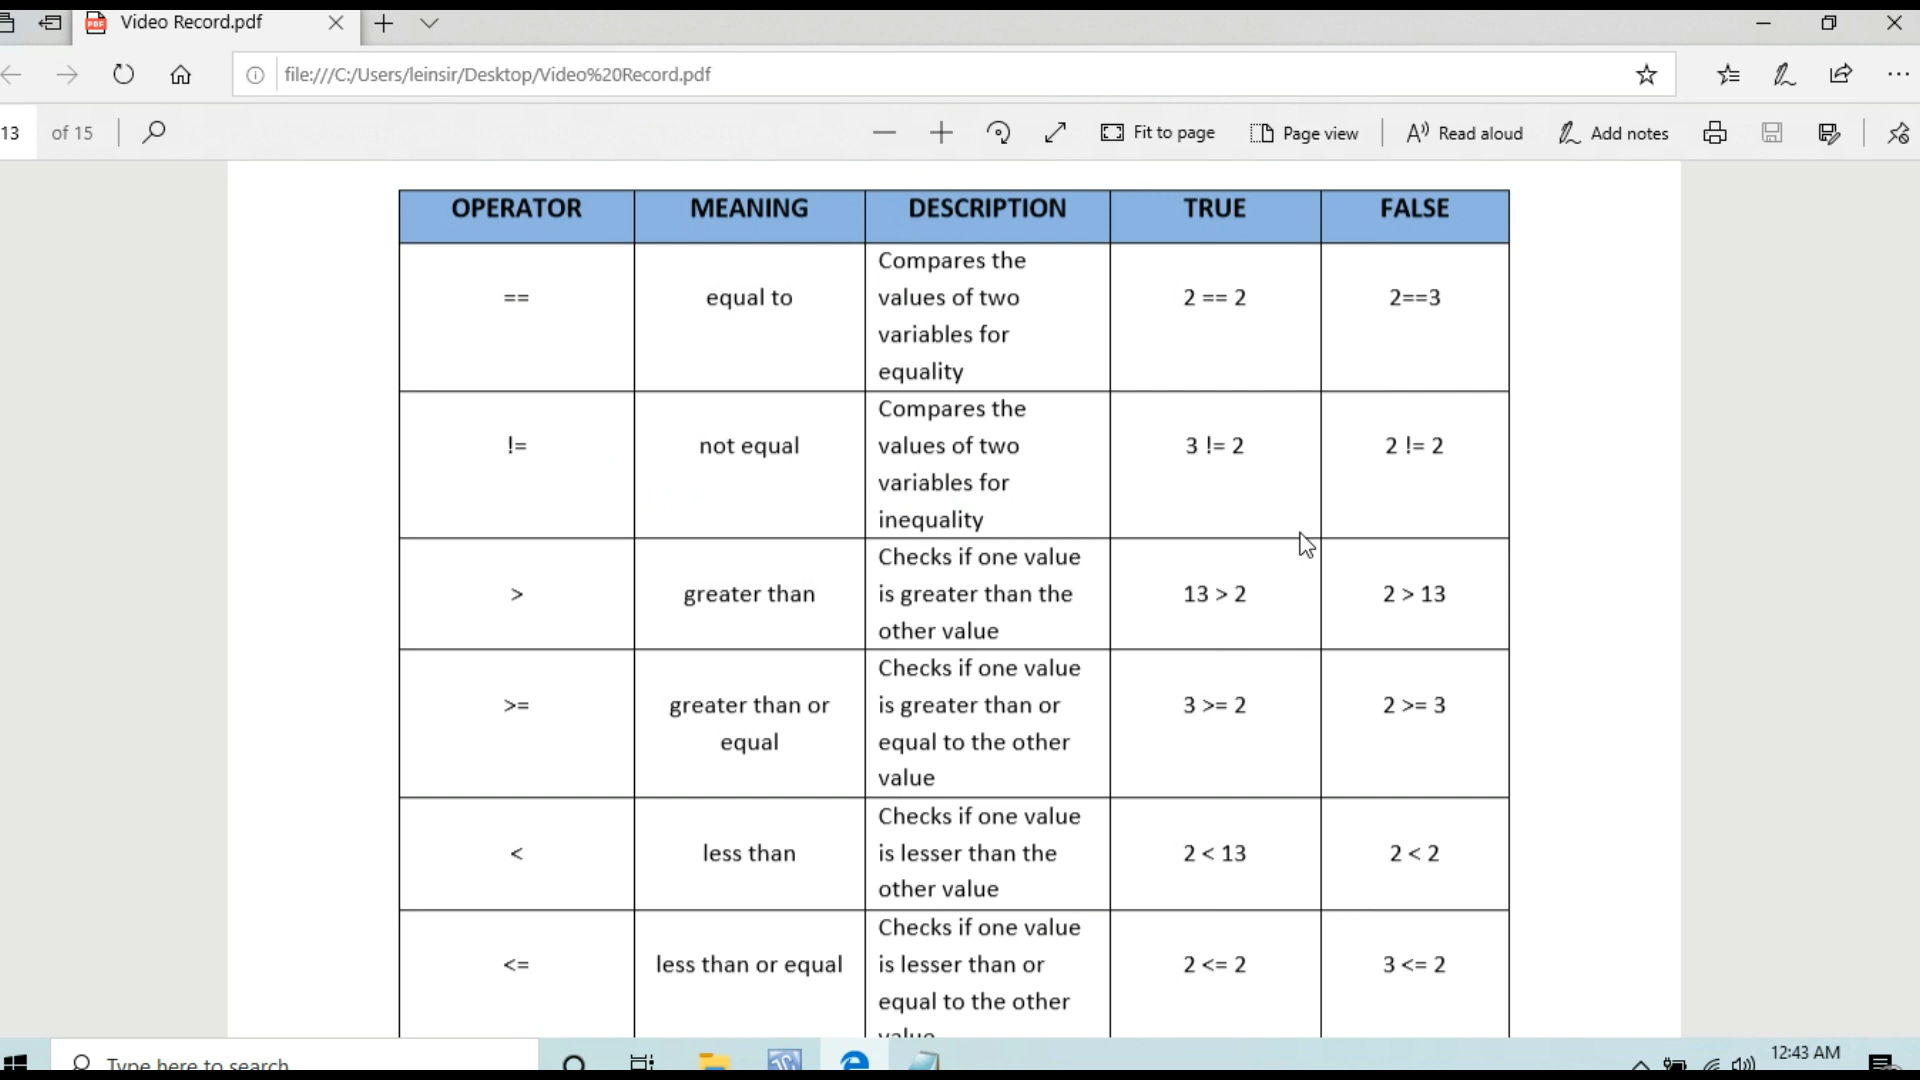 Video Record.pdf
file:///C:/Users/leinsir/Desktop/Video%20Record.pdf
13 of 15
Fit to page
Page view
Read aloud
Add notes
OPERATOR MEANING DESCRIPTION TRUE FALSE
== equal to Compares the values of two variables for equality 2 == 2 2==3
!= not equal Compares the values of two variables for inequality 3 != 2 2 != 2
> greater than Checks if one value is greater than the other value 13 > 2 2 > 13
>= greater than or equal Checks if one value is greater than or equal to the other value 3 >= 2 2 >= 3
< less than Checks if one value is lesser than the other value 2 < 13 2 < 2
<= less than or equal Checks if one value is lesser than or equal to the other value 2 <= 2 3 <= 2
Type here to search
12:43 AM